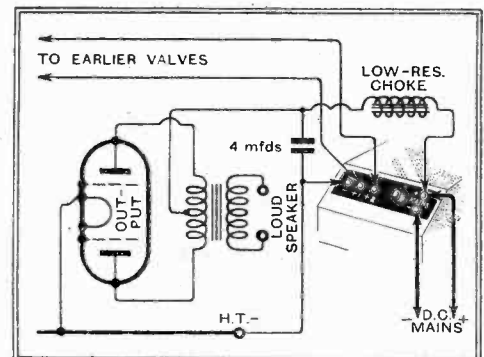 TO EARLIER VALVES
LOW-RES.
CHOKE
4 mfds
OUT-
PUT
LOUD
SPEAKER
H.T.-
- D.C. +
MAINS